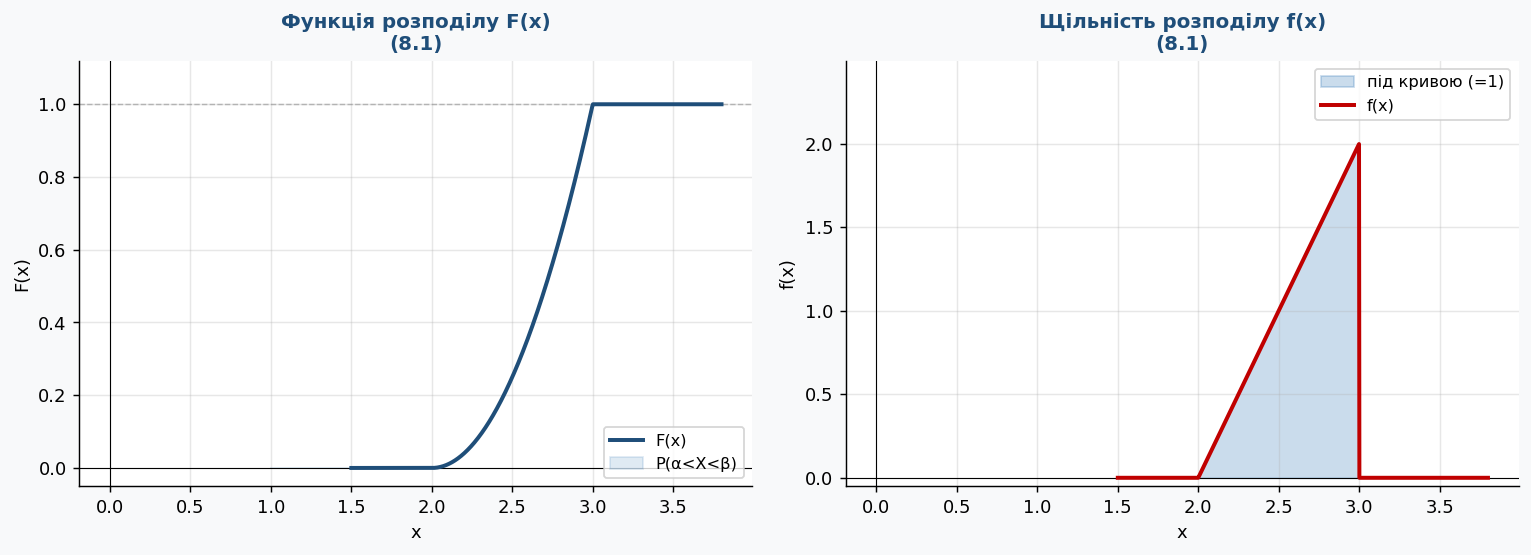 Функція розподілу F(x)
(8.1)
1.0
0.8
0.6
0.4
0.2
0.0
F(x)
F(x)
P(α<X<β)
0.0 0.5 1.0 1.5 2.0 2.5 3.0 3.5
x
Щільність розподілу f(x)
(8.1)
під кривою (=1)
f(x)
2.0
1.5
1.0
0.5
0.0
f(x)
0.0 0.5 1.0 1.5 2.0 2.5 3.0 3.5
x